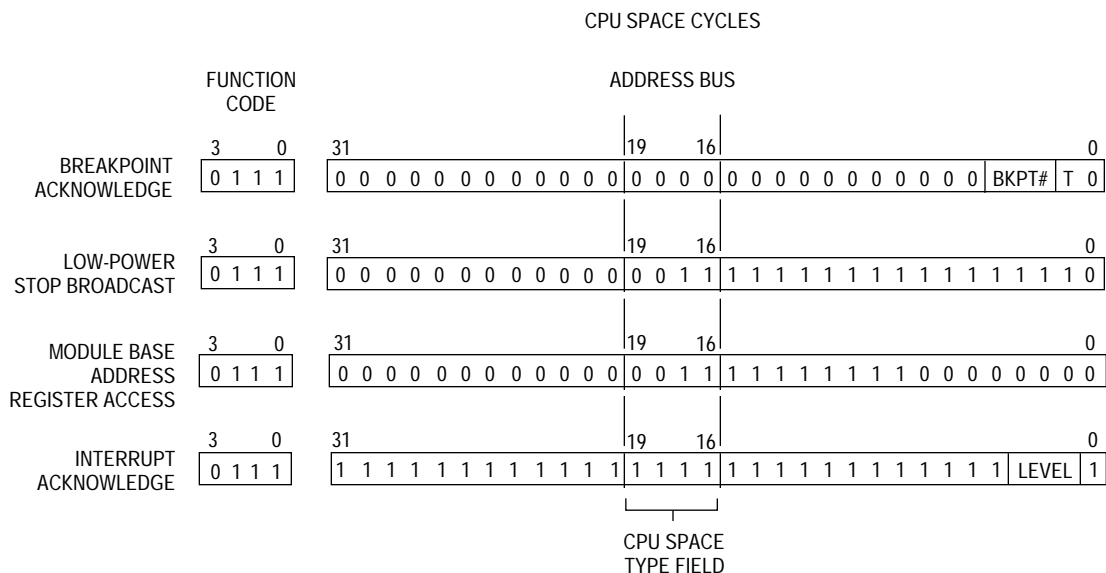 CPU SPACE CYCLES
FUNCTION
CODE
ADDRESS BUS
BREAKPOINT
ACKNOWLEDGE
3 0
0 1 1 1
31 19 16 0
0 0 0 0 0 0 0 0 0 0 0 0 0 0 0 0 0 0 0 0 0 0 0 0 0 0 0 BKPT# T 0
LOW-POWER
STOP BROADCAST
3 0
0 1 1 1
31 19 16 0
0 0 0 0 0 0 0 0 0 0 0 0 0 0 1 1 1 1 1 1 1 1 1 1 1 1 1 1 1 1 1 0
MODULE BASE
ADDRESS
REGISTER ACCESS
3 0
0 1 1 1
31 19 16 0
0 0 0 0 0 0 0 0 0 0 0 0 0 0 1 1 1 1 1 1 1 1 1 1 0 0 0 0 0 0 0 0
INTERRUPT
ACKNOWLEDGE
3 0
0 1 1 1
31 19 16 0
1 1 1 1 1 1 1 1 1 1 1 1 1 1 1 1 1 1 1 1 1 1 1 1 1 1 1 1 LEVEL 1
CPU SPACE
TYPE FIELD